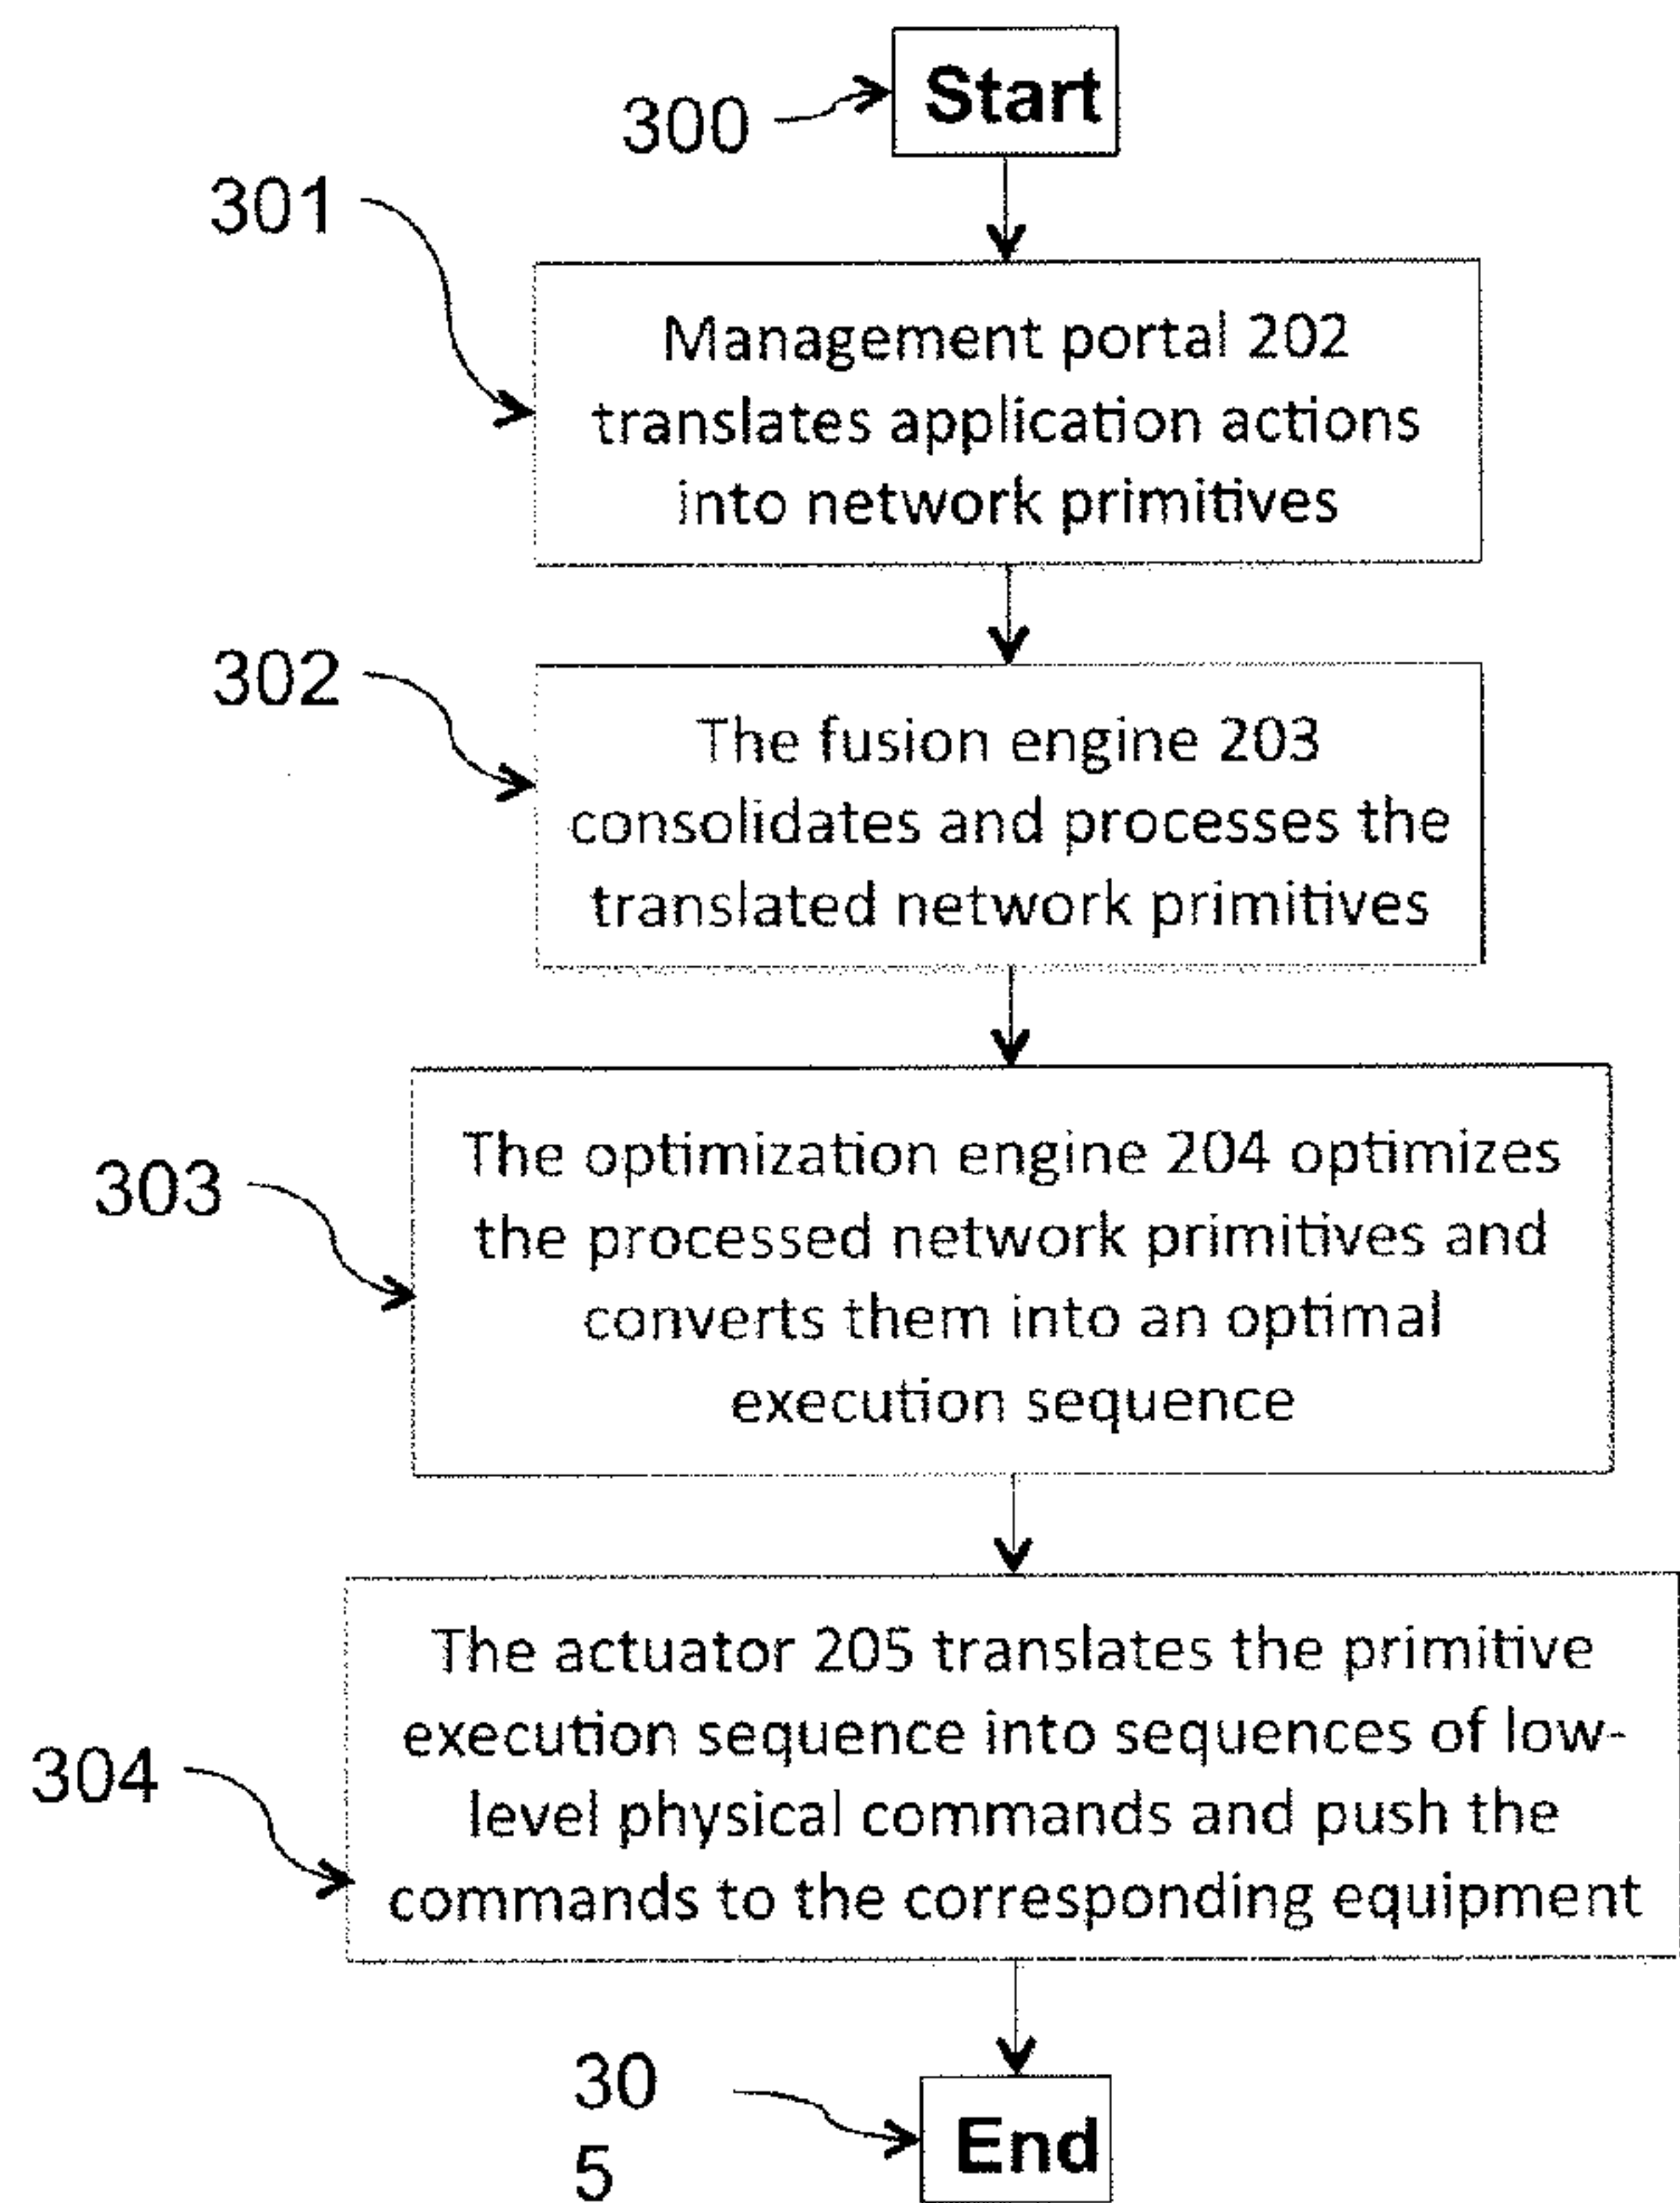 Start
300
301
Management portal 202
translates application actions
into network primitives
302
The fusion engine 203
consolidates and processes the
translated network primitives
303
The optimization engine 204 optimizes
the processed network primitives and
converts them into an optimal
execution sequence
304
The actuator 205 translates the primitive
execution sequence into sequences of low-
level physical commands and push the
commands to the corresponding equipment
30
5
End